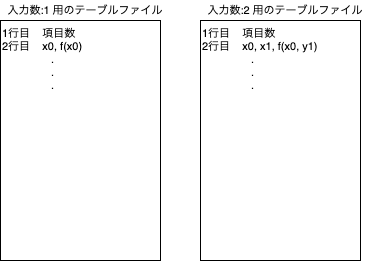 入力数:1 用のテーブルファイル
1行目 項目数
2行目 x0, f(x0)
.
.
.
入力数:2 用のテーブルファイル
1行目 項目数
2行目 x0, x1, f(x0, y1)
.
.
.